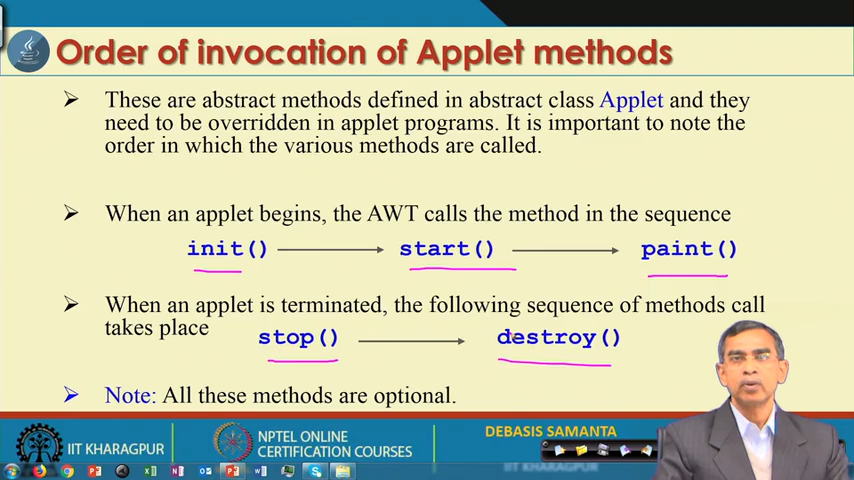 Order of invocation of Applet methods
These are abstract methods defined in abstract class Applet and they
need to be overridden in applet programs. It is important to note the
order in which the various methods are called.
When an applet begins, the AWT calls the method in the sequence
init() start() paint()
When an applet is terminated, the following sequence of methods call
takes place
stop() destroy()
Note: All these methods are optional.
IIT KHARAGPUR
NPTEL ONLINE
CERTIFICATION COURSES
DEBASIS SAMANTA